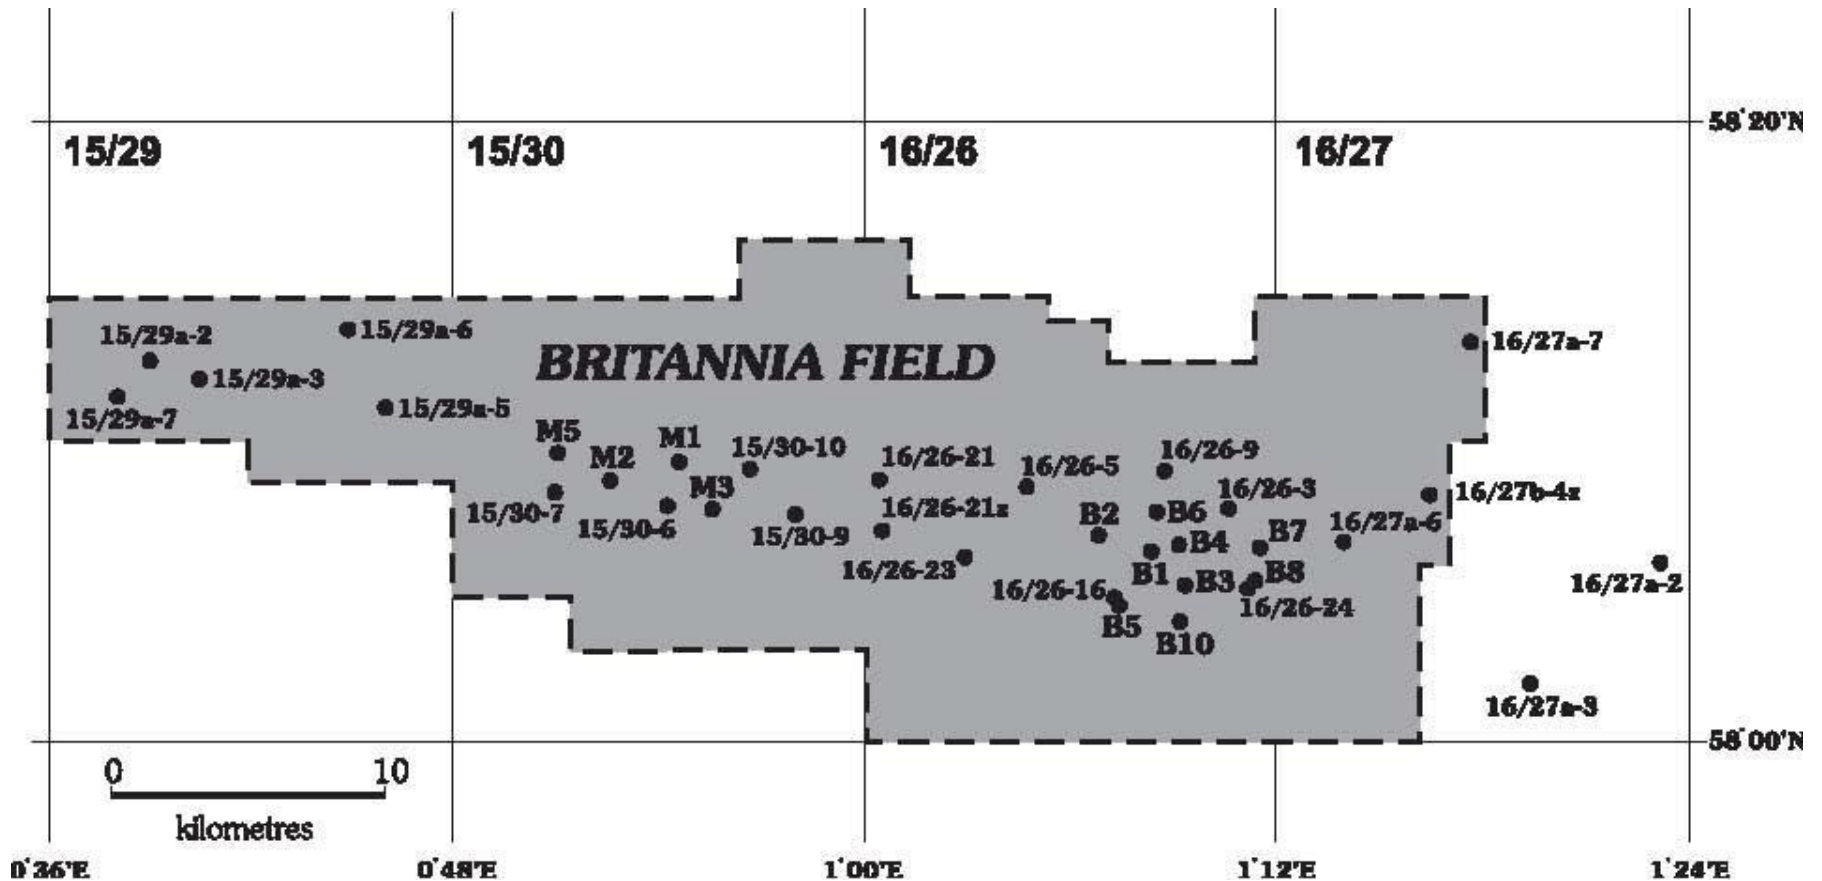 58°20'N
15/29
15/30
16/26
16/27
15/29a-2
15/29a-6
BRITANNIA FIELD
16/27a-7
15/29a-3
15/29a-7
15/29a-5
M5
M1
15/30-10
M2
16/26-21
16/26-5
16/26-9
M3
16/26-3
16/27b-4z
15/30-7
15/30-6
15/30-9
16/26-21z
B2
B6
16/27a-6
B4
B7
16/26-23
B1
B3
B8
16/27a-2
16/26-16
16/26-24
B5
B10
16/27a-3
58°00'N
0
10
kilometres
0°36'E
0°48'E
1°00'E
1°12'E
1°24'E